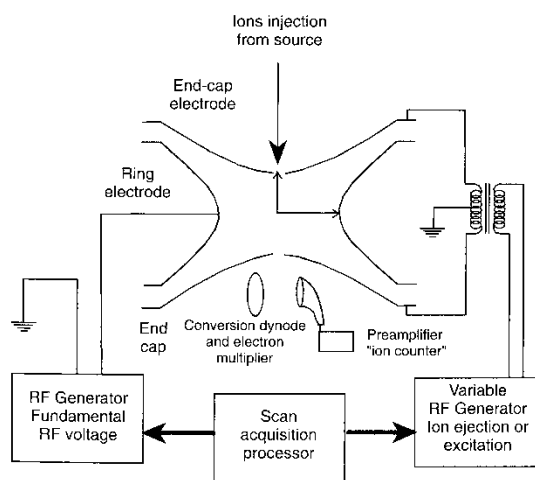 Ions injection
from source
End-cap
electrode
Ring
electrode
End
cap
Conversion dynode
and electron
multiplier
Preamplifier
"ion counter"
RF Generator
Fundamental
RF voltage
Scan
acquisition
processor
Variable
RF Generator
Ion ejection or
excitation